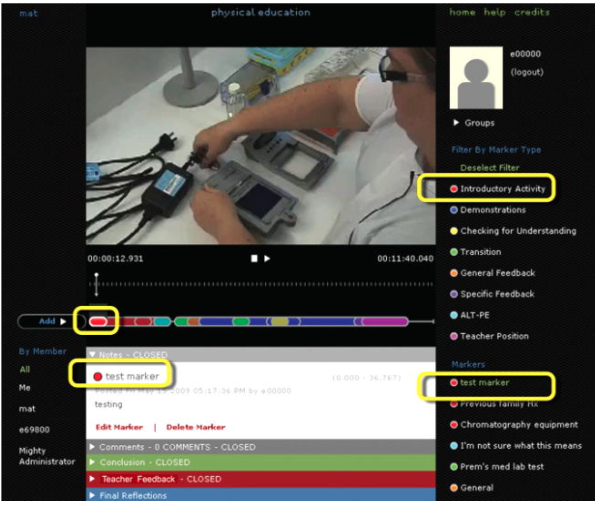 mat
physical education
home help credits
e00000
(logout)
▶ Groups
Filter By Marker Type
Deselect Filter
Introductory Activity
Demonstrations
Checking for Understanding
Transition
General Feedback
Specific Feedback
ALT-PE
Teacher Position
00:00:12.931
00:11:40.040
Add ▶
By Member
All
Me
mat
e69800
Mighty
Administrator
▼ Notes - CLOSED
test marker
(0.000 - 36.767)
Posted Fri May 15 2009 05:17:36 PM by e00000
testing
Edit Marker | Delete Marker
▶ Comments - 0 COMMENTS - CLOSED
▶ Conclusion - CLOSED
▶ Teacher Feedback - CLOSED
▶ Final Reflections
Markers
test marker
Previous family Hx
Chromatography equipment
I'm not sure what this means
Prem's med lab test
General